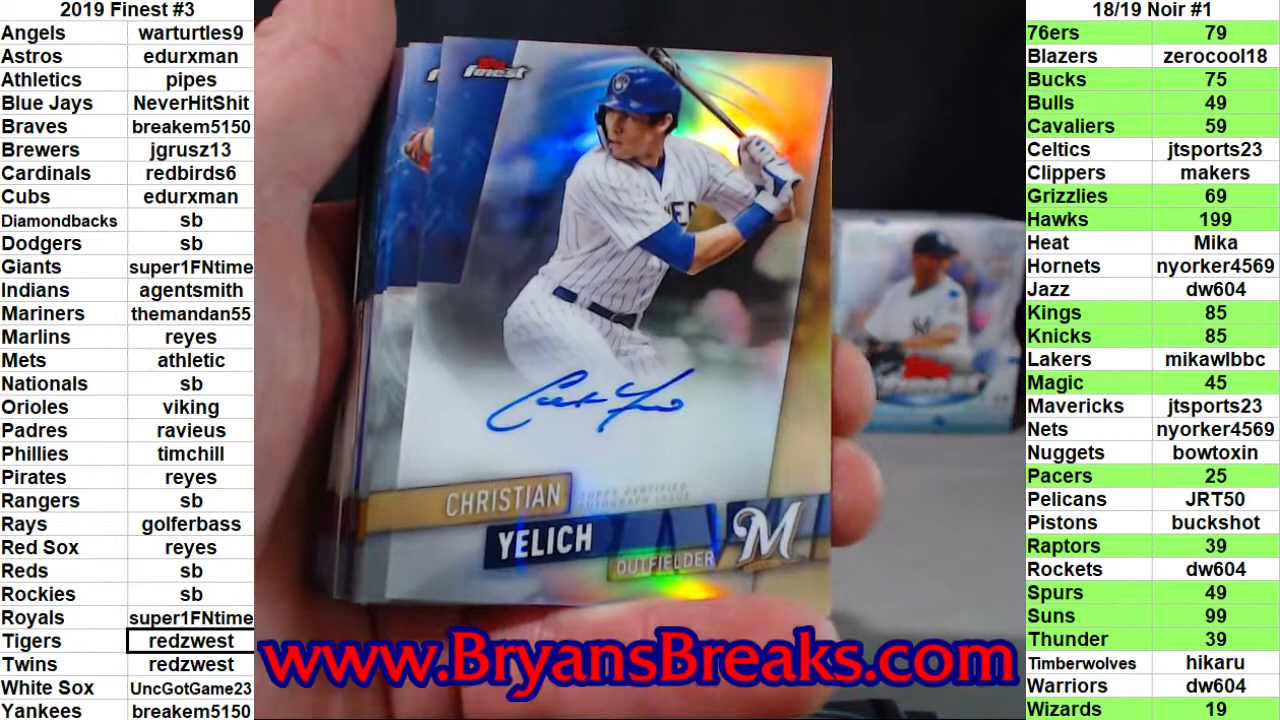 2019 Finest #3
Angels warturtles9
Astros edurxman
Athletics pipes
Blue Jays NeverHitShit
Braves breakem5150
Brewers jgrusz13
Cardinals redbirds6
Cubs edurxman
Diamondbacks sb
Dodgers sb
Giants super1FNtime
Indians agentsmith
Mariners themandan55
Marlins reyes
Mets athletic
Nationals sb
Orioles viking
Padres ravieus
Phillies timchill
Pirates reyes
Rangers sb
Rays golferbass
Red Sox reyes
Reds sb
Rockies sb
Royals super1FNtime
Tigers redzwest
Twins redzwest
White Sox UncGotGame23
Yankees breakem5150
finest
CHRISTIAN
TOPPS CERTIFIED
AUTOGRAPH ISSUE
YELICH
OUTFIELDER
M
www.BryansBreaks.com
18/19 Noir #1
76ers 79
Blazers zerocool18
Bucks 75
Bulls 49
Cavaliers 59
Celtics jtsports23
Clippers makers
Grizzlies 69
Hawks 199
Heat Mika
Hornets nyorker4569
Jazz dw604
Kings 85
Knicks 85
Lakers mikawlbbc
Magic 45
Mavericks jtsports23
Nets nyorker4569
Nuggets bowtoxin
Pacers 25
Pelicans JRT50
Pistons buckshot
Raptors 39
Rockets dw604
Spurs 49
Suns 99
Thunder 39
Timberwolves hikaru
Warriors dw604
Wizards 19